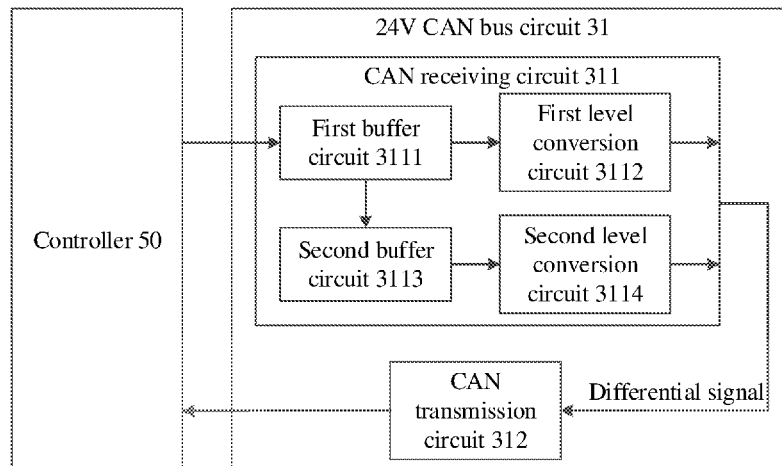 24V CAN bus circuit 31
CAN receiving circuit 311
First buffer
circuit 3111
First level
conversion
circuit 3112
Controller 50
Second buffer
circuit 3113
Second level
conversion
circuit 3114
CAN
transmission
circuit 312
Differential signal